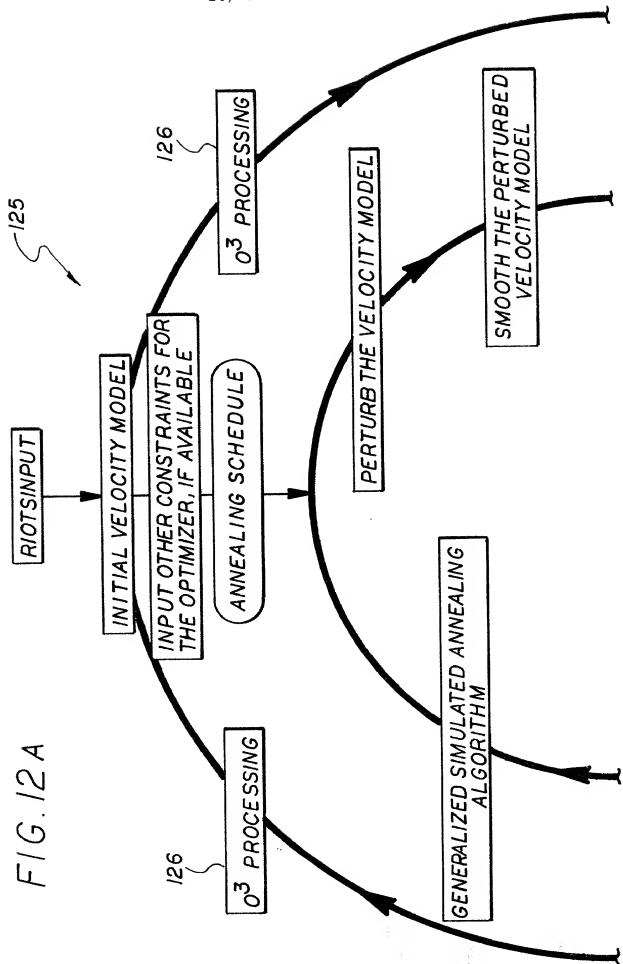 FIG. 12A
125
RIOTSINPUT
INITIAL VELOCITY MODEL
INPUT OTHER CONSTRAINTS FOR
THE OPTIMIZER, IF AVAILABLE
ANNEALING SCHEDULE
126
O³ PROCESSING
126
O³ PROCESSING
PERTURB THE VELOCITY MODEL
SMOOTH THE PERTURBED
VELOCITY MODEL
GENERALIZED SIMULATED ANNEALING
ALGORITHM